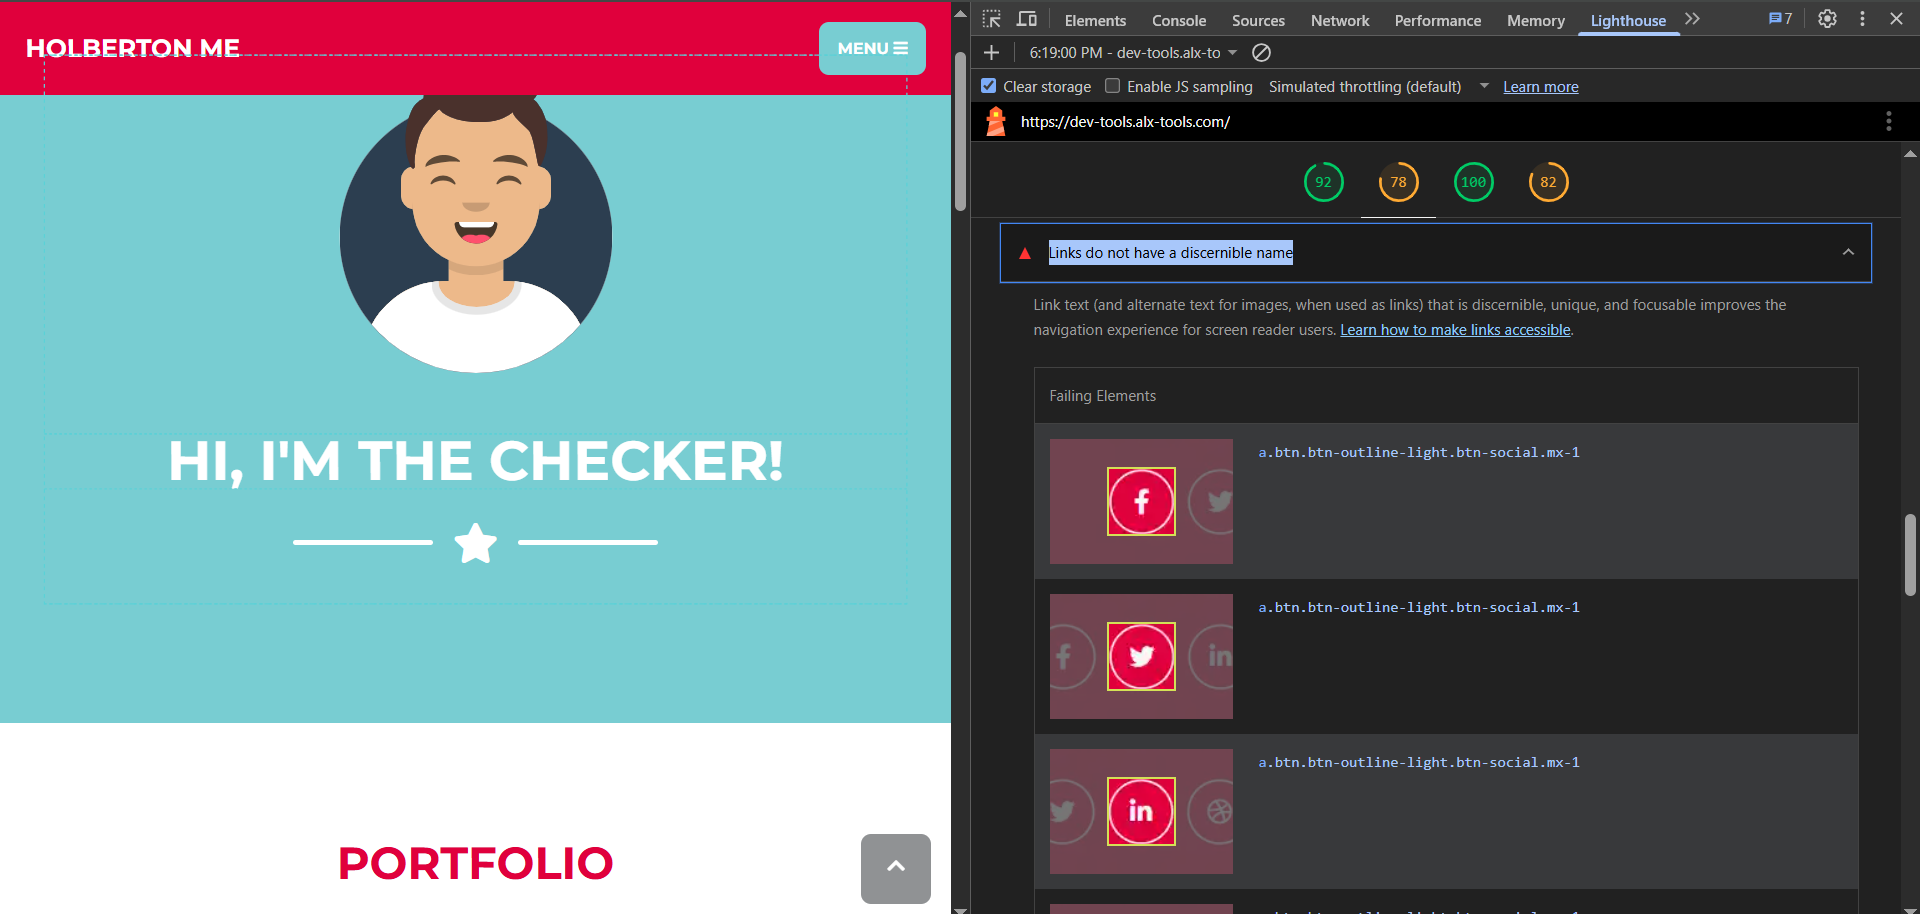 HOLBERTON ME
MENU
HI, I'M THE CHECKER!
PORTFOLIO
Elements Console Sources Network Performance Memory Lighthouse 7
6:19:00 PM - dev-tools.alx-to
Clear storage Enable JS sampling Simulated throttling (default) Learn more
https://dev-tools.alx-tools.com/
92 78 100 82
Links do not have a discernible name
Link text (and alternate text for images, when used as links) that is discernible, unique, and focusable improves the
navigation experience for screen reader users. Learn how to make links accessible.
Failing Elements
a.btn.btn-outline-light.btn-social.mx-1
a.btn.btn-outline-light.btn-social.mx-1
in
a.btn.btn-outline-light.btn-social.mx-1
in